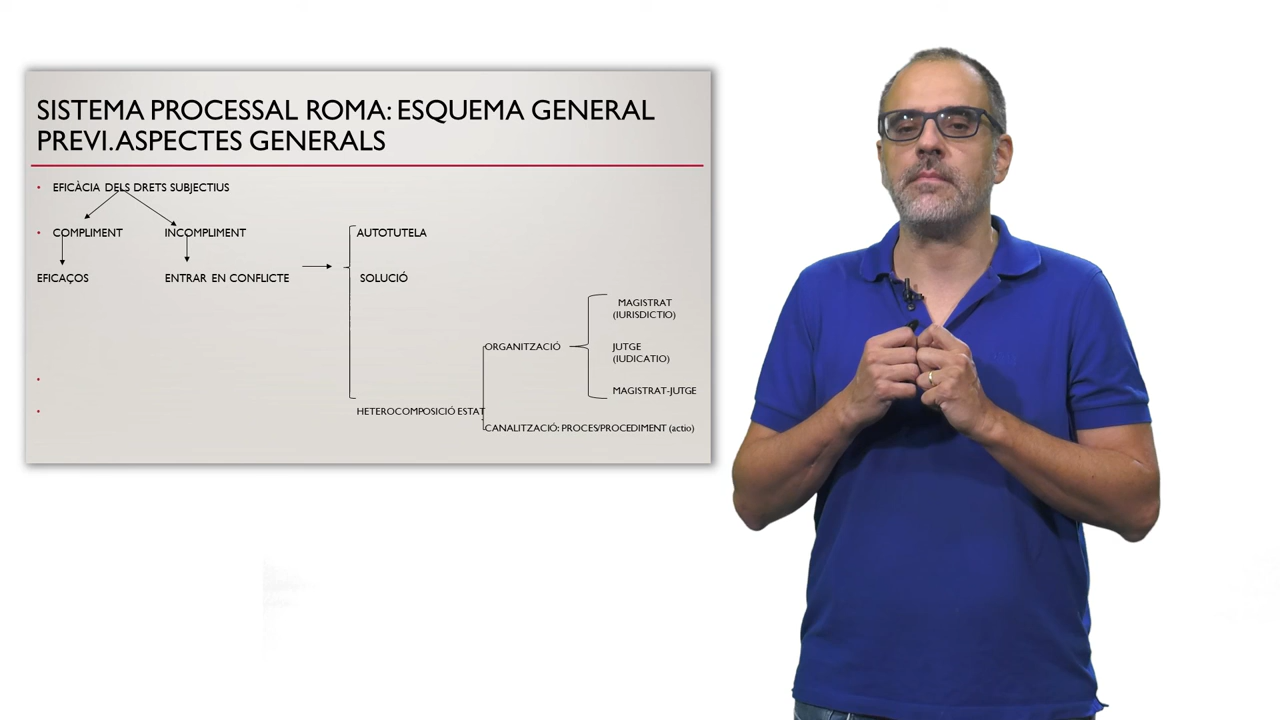 SISTEMA PROCESSAL ROMA: ESQUEMA GENERAL
PREVI.ASPECTES GENERALS
• EFICÀCIA DELS DRETS SUBJECTIUS
• COMPLIMENT INCOMPLIMENT AUTOTUTELA
EFICAÇOS ENTRAR EN CONFLICTE SOLUCIÓ
MAGISTRAT
(IURISDICTIO)
ORGANITZACIÓ JUTGE
(IUDICATIO)
MAGISTRAT-JUTGE
HETEROCOMPOSICIÓ ESTAT
CANALITZACIÓ: PROCES/PROCEDIMENT (actio)